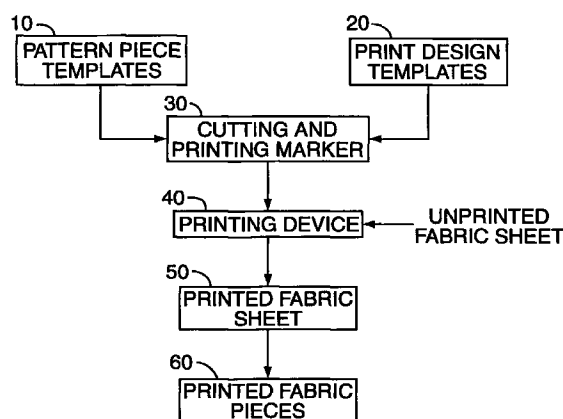 10
PATTERN PIECE
TEMPLATES
20
PRINT DESIGN
TEMPLATES
30
CUTTING AND
PRINTING MARKER
40
PRINTING DEVICE
UNPRINTED
FABRIC SHEET
50
PRINTED FABRIC
SHEET
60
PRINTED FABRIC
PIECES